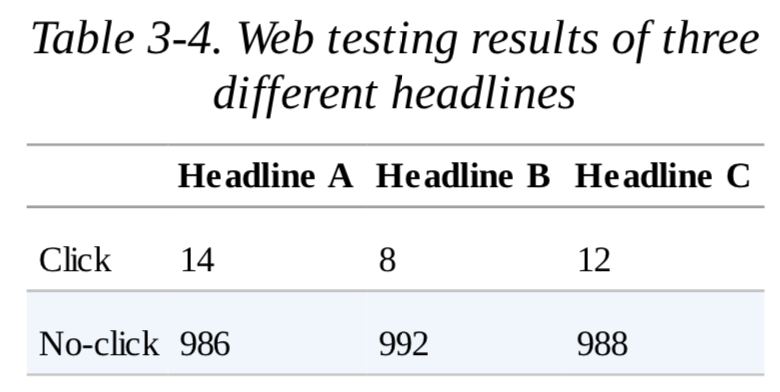 Table 3-4. Web testing results of three
different headlines
Headline A Headline B Headline C
Click 14 8 12
No-click 986 992 988